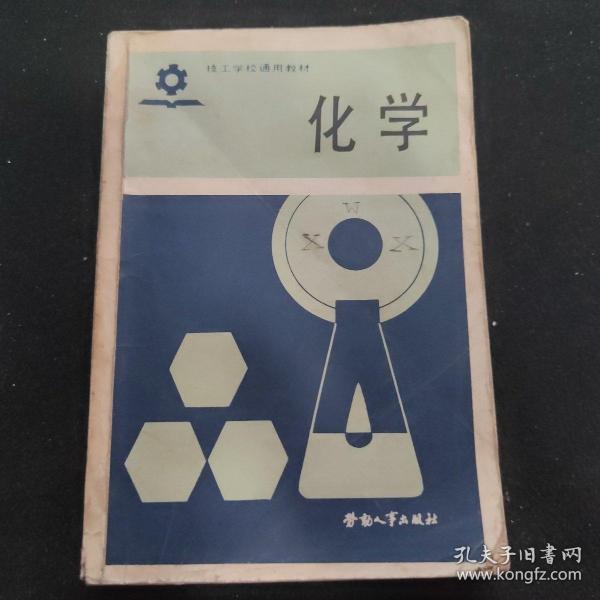 技工学校通用教材
化学
W
X X
劳动人事出版社
孔夫子旧书网
www.kongfz.com